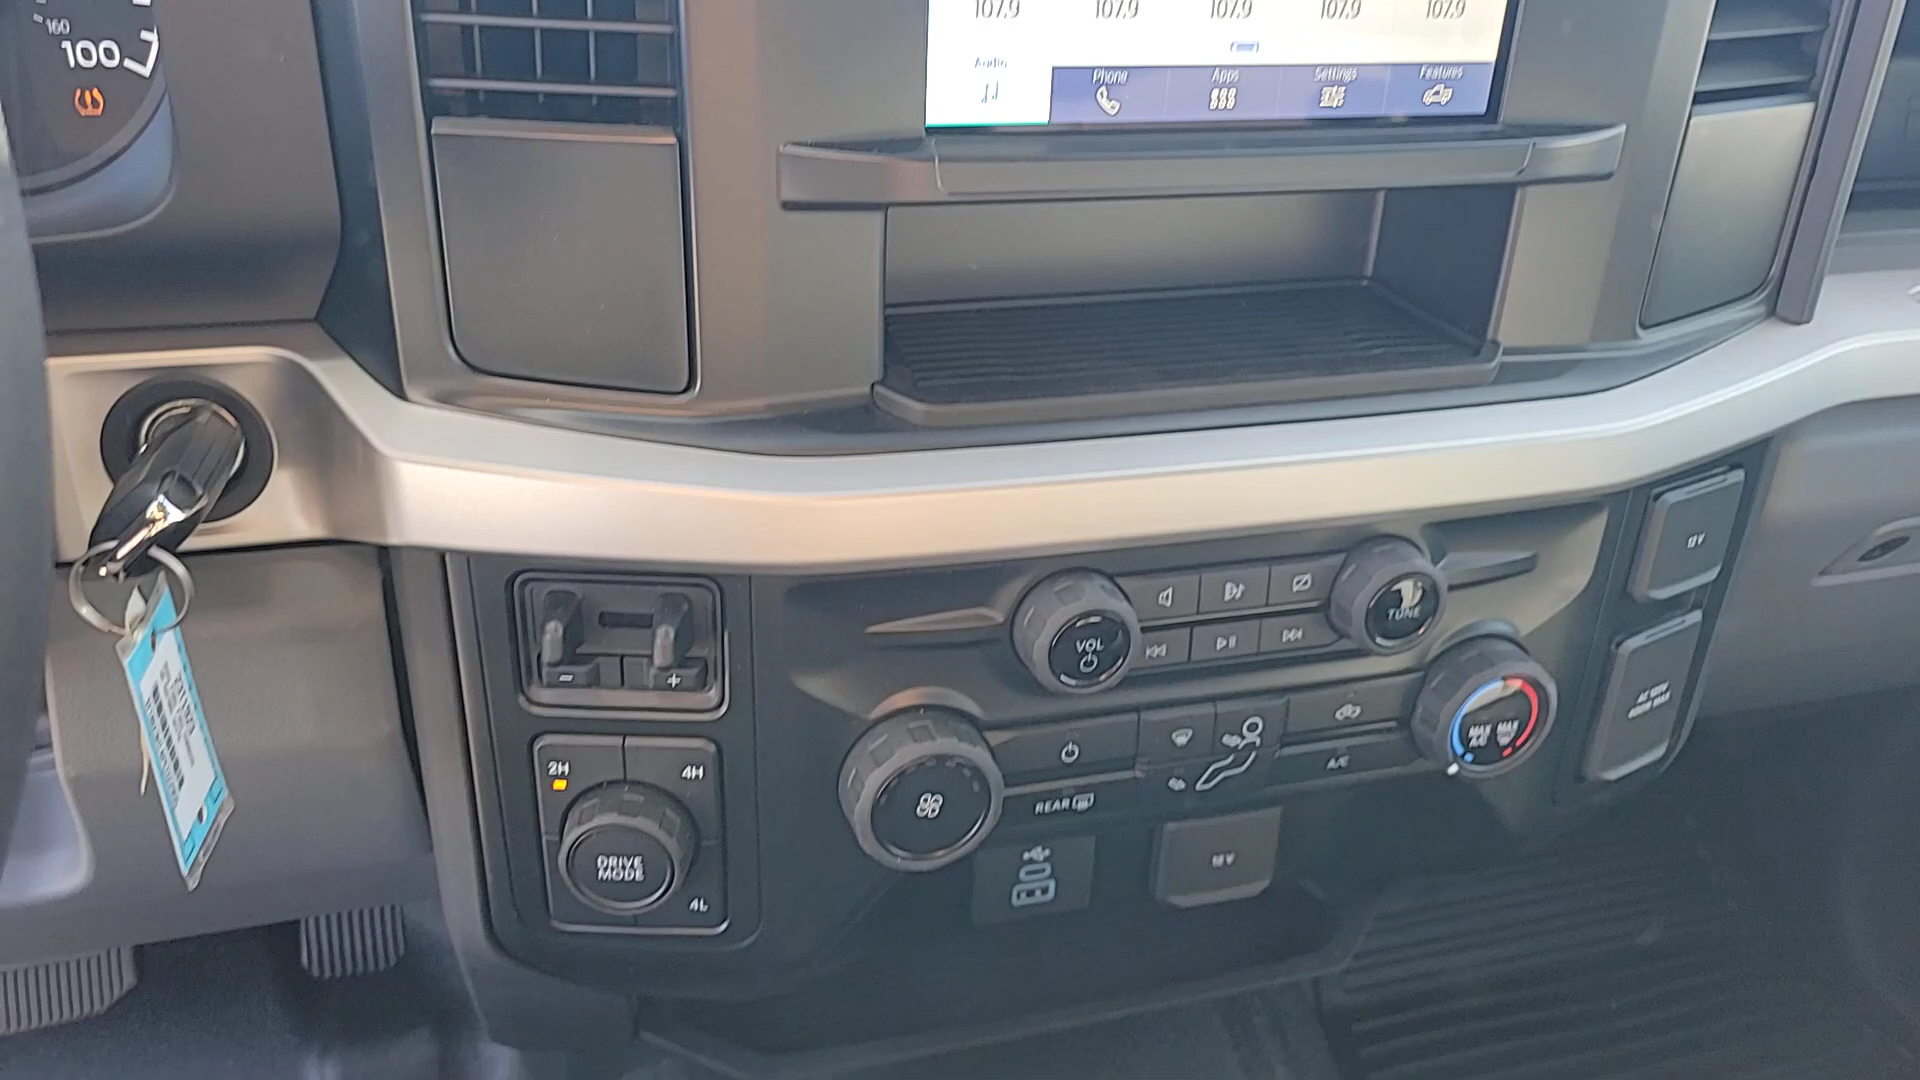 160
100
107.9 107.9 107.9 107.9 107.9
Audio Phone Apps Settings Features
12V
VOL
TUNE
2H 4H
MAX A/C MAX
A/C
REAR
DRIVE
MODE
12V
4L